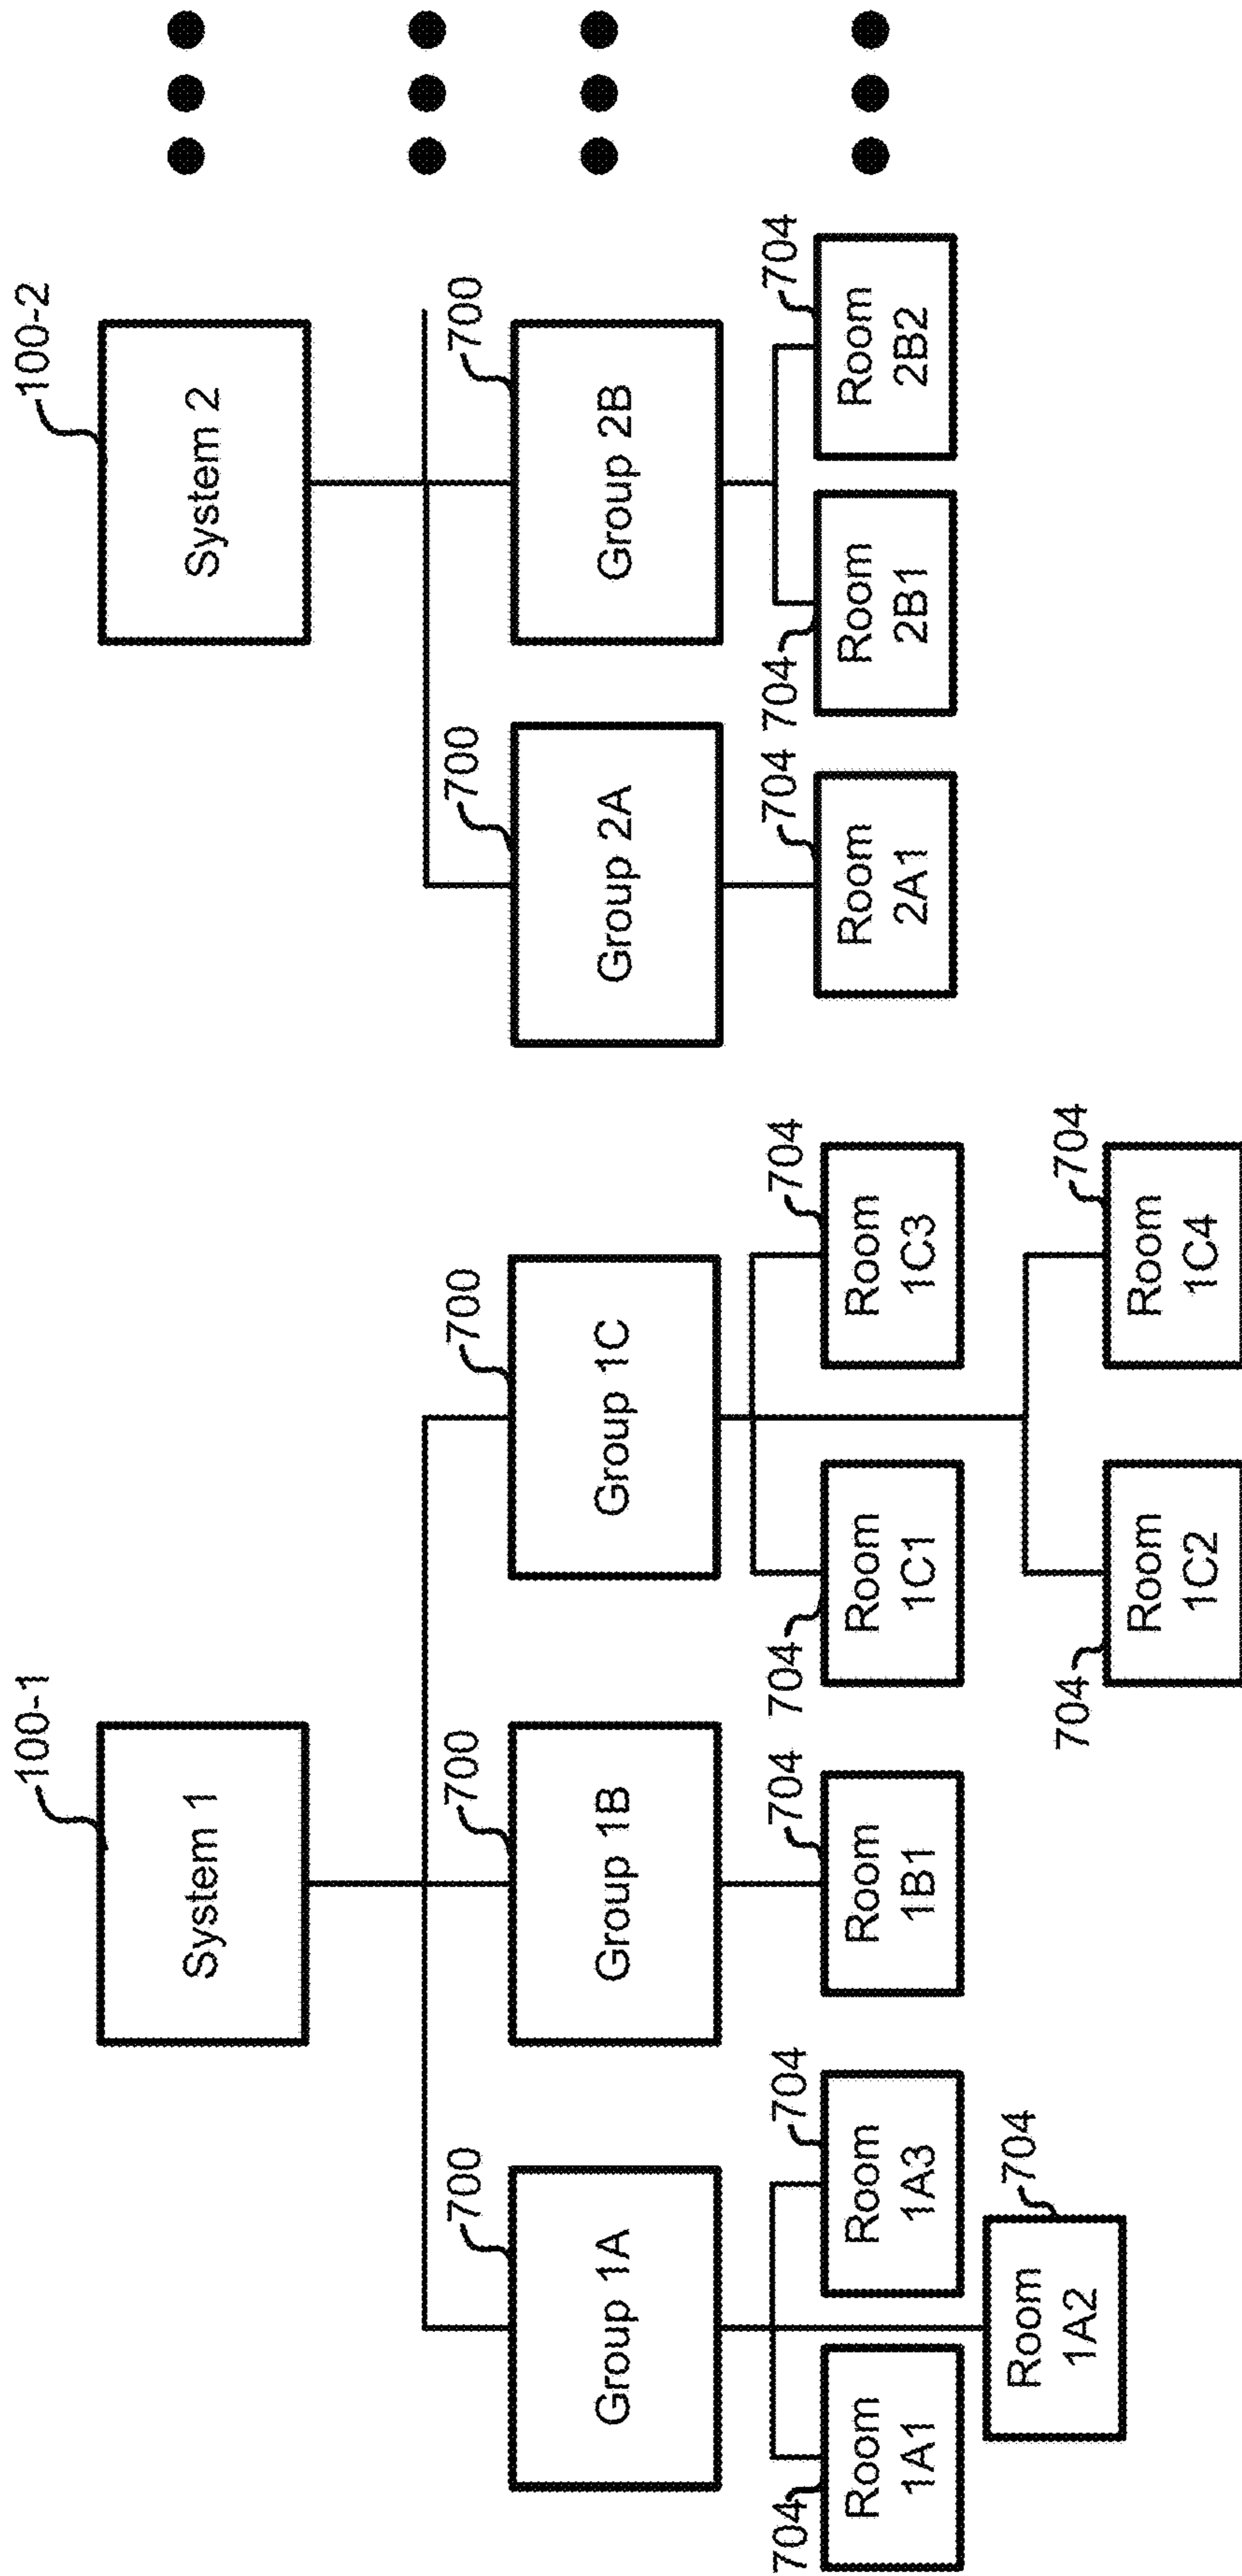 100-1
System 1
100-2
System 2
700
Group 1A
700
Group 1B
700
Group 1C
700
Group 2A
700
Group 2B
704
Room
1A1
704
Room
1A3
704
Room
1A2
704
Room
1B1
704
Room
1C1
704
Room
1C3
704
Room
1C2
704
Room
1C4
704
Room
2A1
704
Room
2B1
704
Room
2B2